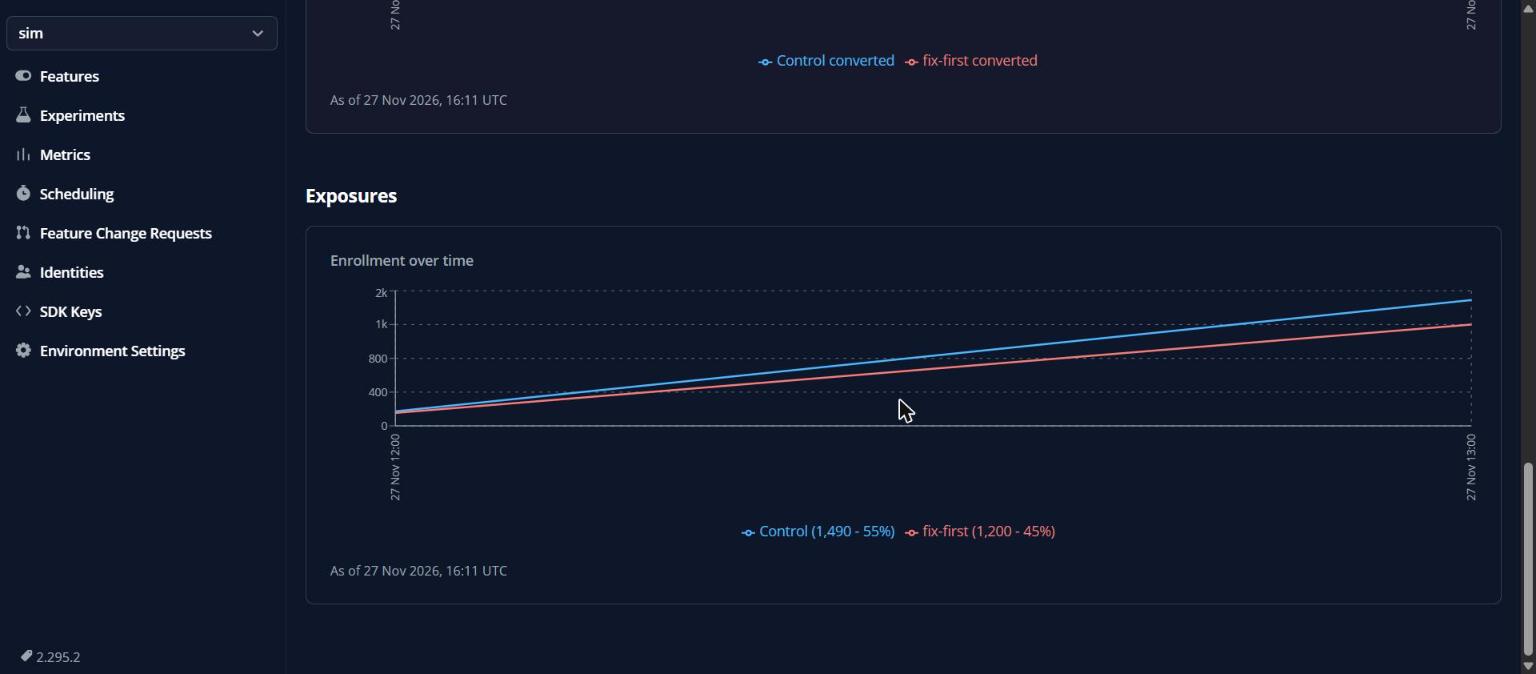 sim
Features
Experiments
Metrics
Scheduling
Feature Change Requests
Identities
SDK Keys
Environment Settings
2.295.2
27 No
27 No
Control converted fix-first converted
As of 27 Nov 2026, 16:11 UTC
Exposures
Enrollment over time
2k
1k
800
400
0
27 Nov 12:00
27 Nov 13:00
Control (1,490 - 55%) fix-first (1,200 - 45%)
As of 27 Nov 2026, 16:11 UTC